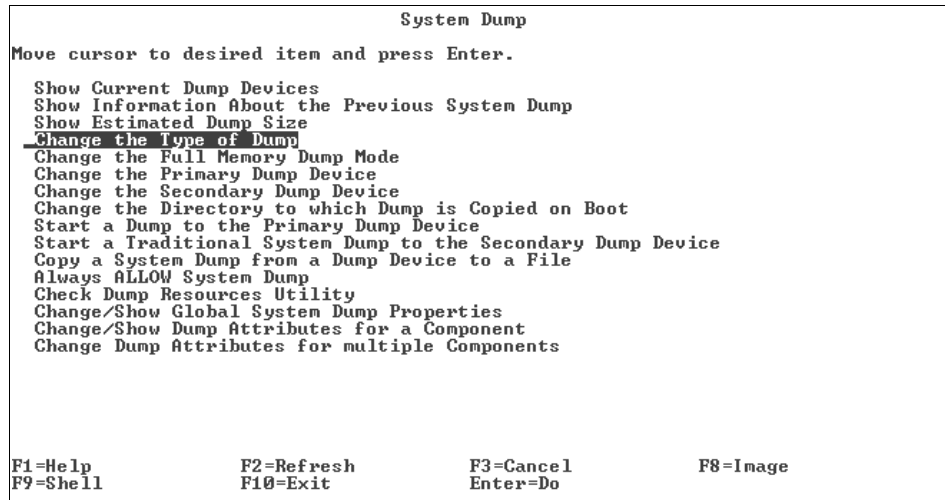 System Dump
Move cursor to desired item and press Enter.
Show Current Dump Devices
Show Information About the Previous System Dump
Show Estimated Dump Size
Change the Type of Dump
Change the Full Memory Dump Mode
Change the Primary Dump Device
Change the Secondary Dump Device
Change the Directory to which Dump is Copied on Boot
Start a Dump to the Primary Dump Device
Start a Traditional System Dump to the Secondary Dump Device
Copy a System Dump from a Dump Device to a File
Always ALLOW System Dump
Check Dump Resources Utility
Change/Show Global System Dump Properties
Change/Show Dump Attributes for a Component
Change Dump Attributes for multiple Components
F1=Help F2=Refresh F3=Cancel F8=Image
F9=Shell F10=Exit Enter=Do